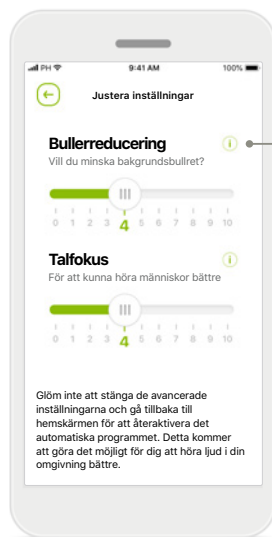 PH 9:41 AM 100%
Justera inställningar
Bullerreducering
Vill du minska bakgrundsbullret?
0 1 2 3 4 5 6 7 8 9 10
Talfokus
För att kunna höra människor bättre
0 1 2 3 4 5 6 7 8 9 10
Glöm inte att stänga de avancerade
inställningarna och gå tillbaka till
hemskärmen för att återaktivera det
automatiska programmet. Detta kommer
att göra det möjligt för dig att höra ljud i din
omgivning bättre.